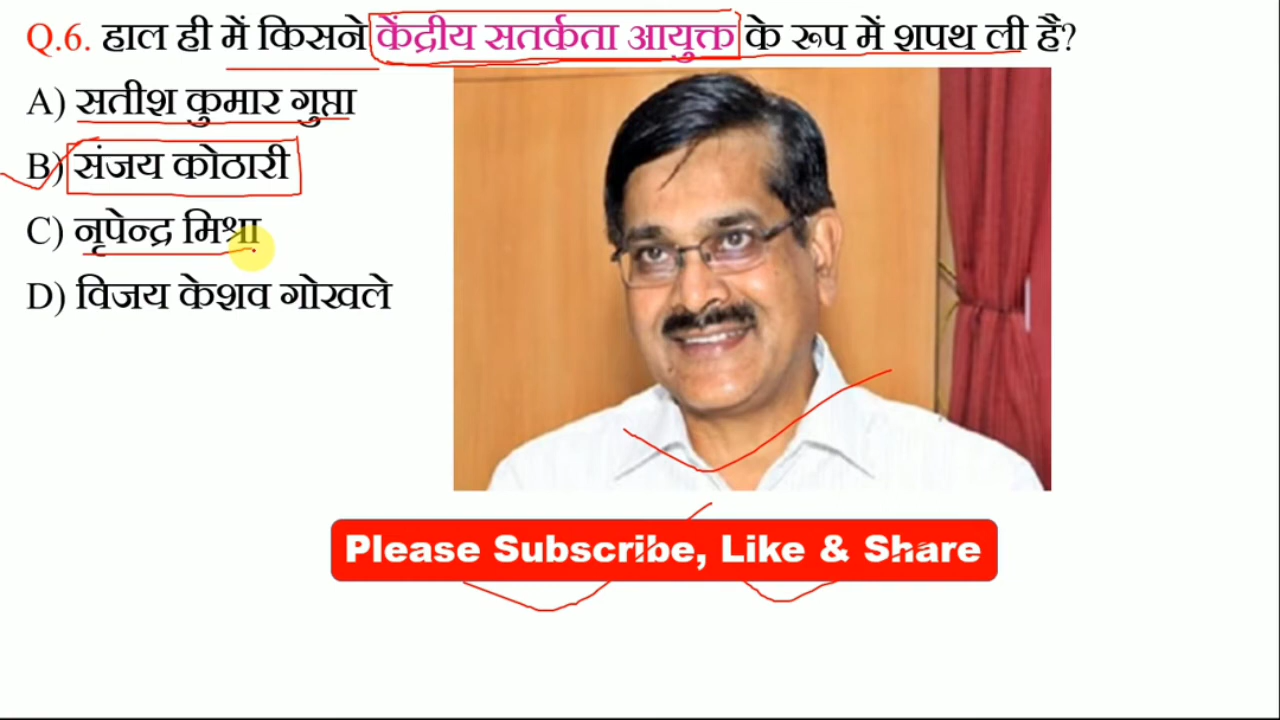 Q.6. हाल ही में किसने केंद्रीय सतर्कता आयुक्त के रूप में शपथ ली है?
A) सतीश कुमार गुप्ता
B) संजय कोठारी
C) नृपेन्द्र मिश्रा
D) विजय केशव गोखले
Please Subscribe, Like & Share